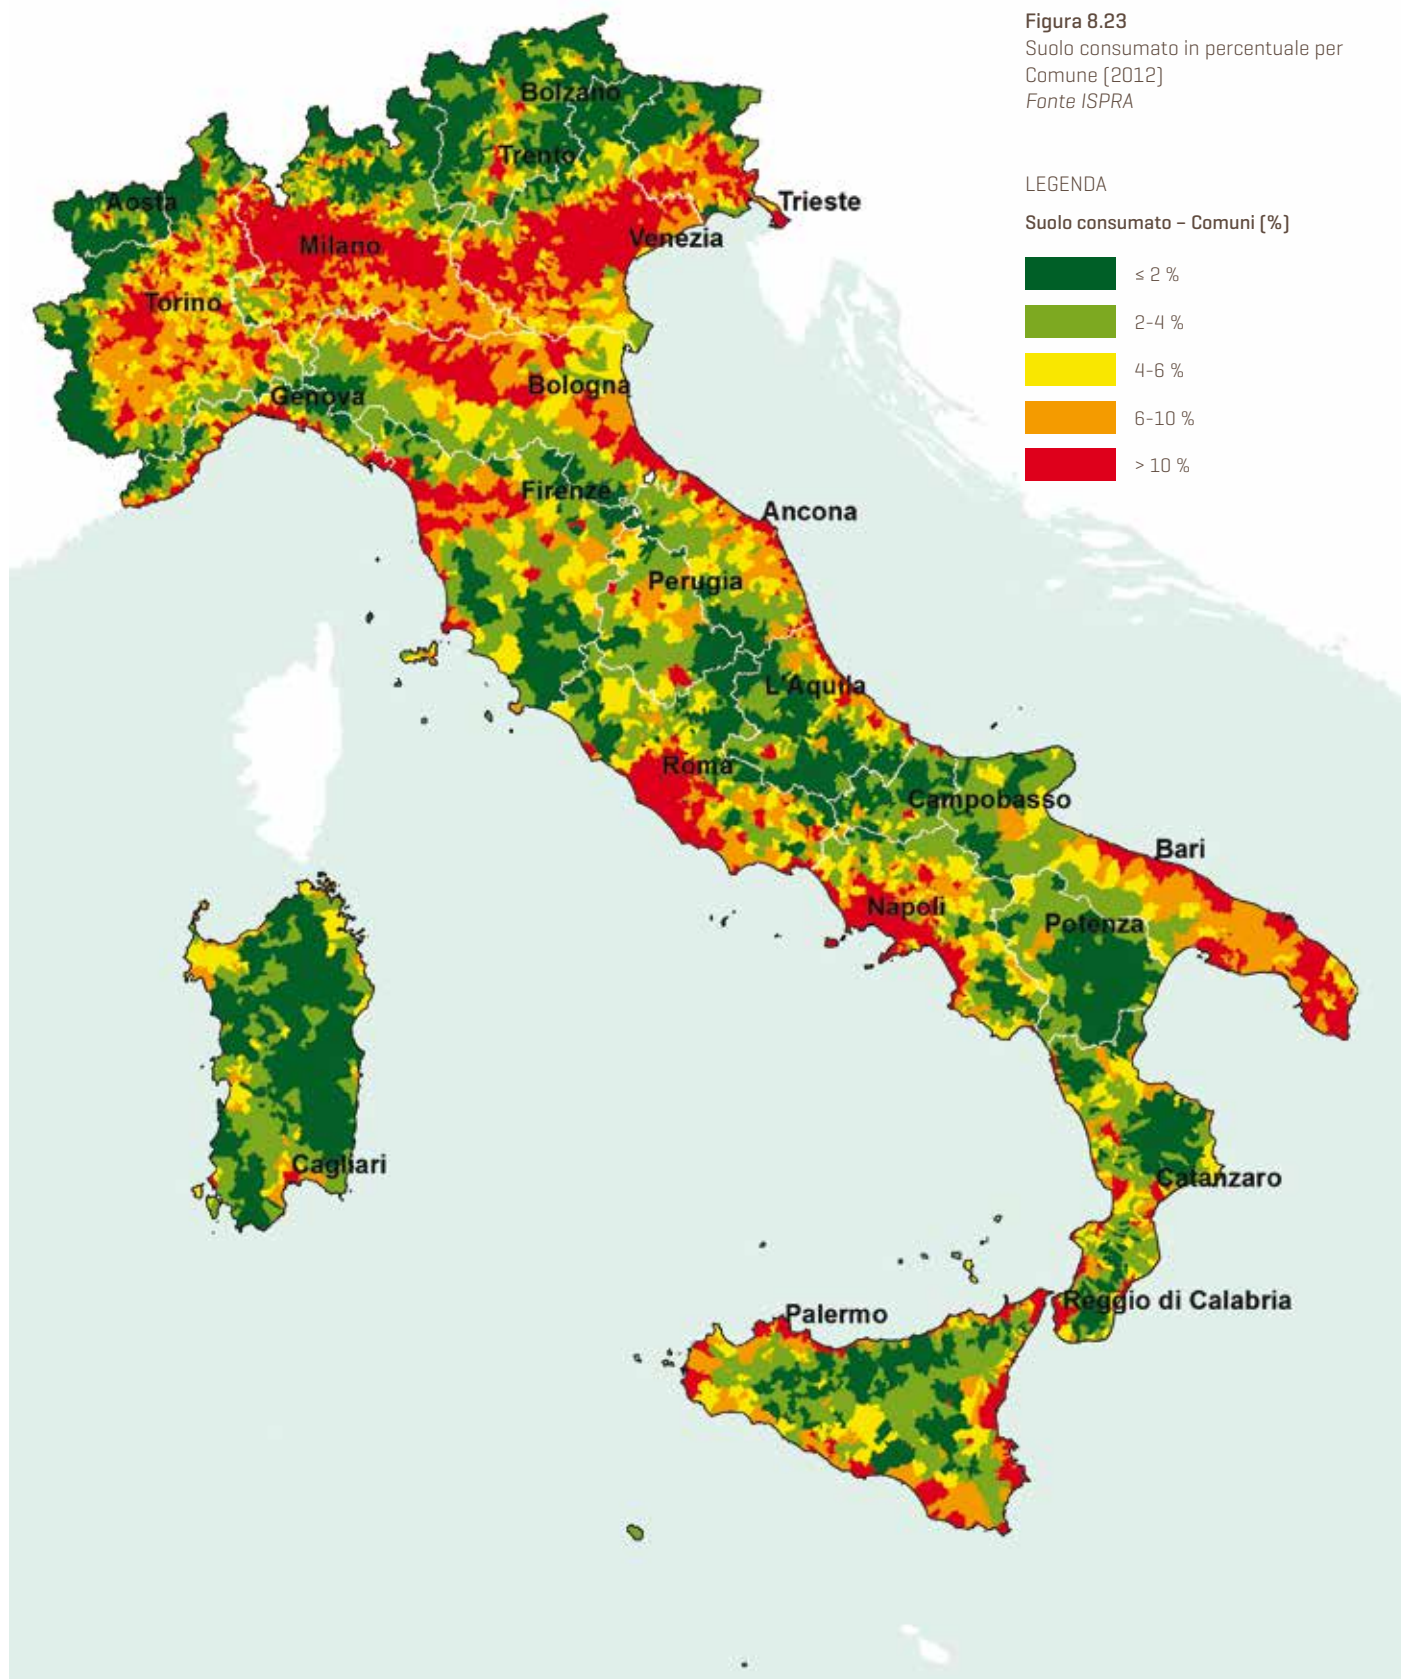 Figura 8.23
Suolo consumato in percentuale per
Comune (2012)
Fonte ISPRA
LEGENDA
Suolo consumato – Comuni (%)
≤ 2 %
2-4 %
4-6 %
6-10 %
> 10 %
Bolzano
Trento
Aosta
Trieste
Venezia
Milano
Torino
Bologna
Genova
Firenze
Ancona
Perugia
L'Aquila
Roma
Campobasso
Bari
Napoli
Potenza
Cagliari
Catanzaro
Reggio di Calabria
Palermo